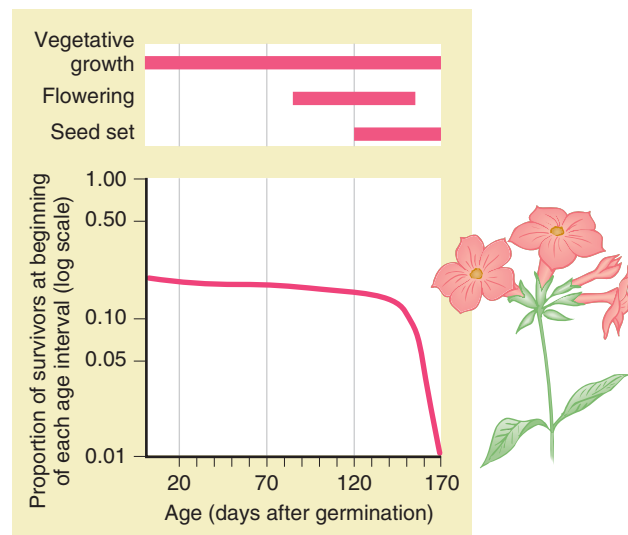 Vegetative
growth
Flowering
Seed set
Proportion of survivors at beginning
of each age interval (log scale)
1.00
0.50
0.10
0.05
0.01
20 70 120 170
Age (days after germination)